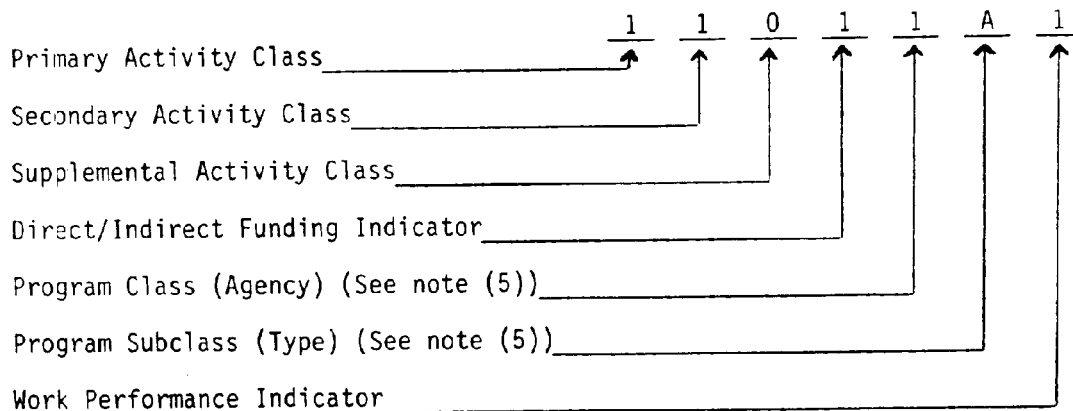 1 1 0 1 1 A 1
Primary Activity Class
Secondary Activity Class
Supplemental Activity Class
Direct/Indirect Funding Indicator
Program Class (Agency) (See note (5))
Program Subclass (Type) (See note (5))
Work Performance Indicator